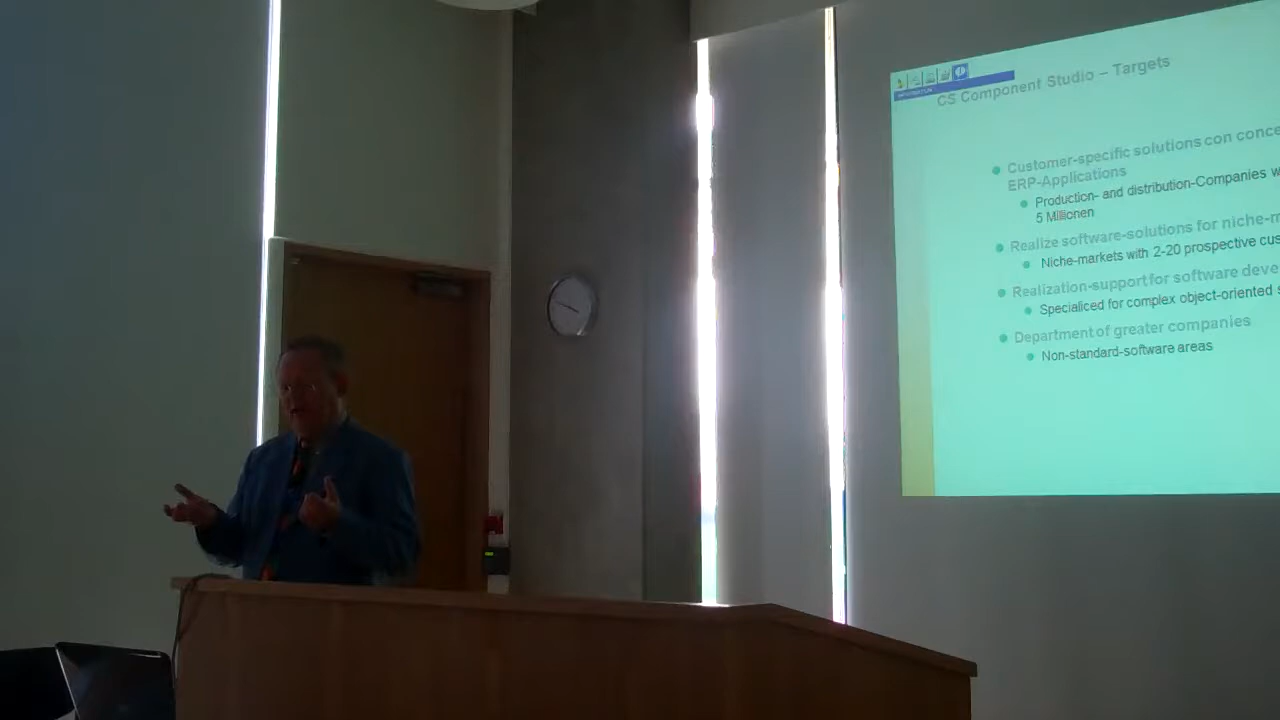 CS Component Studio – Targets
Customer-specific solutions con conce
ERP-Applications
Production- and distribution-Companies w
5 Millionen
Realize software-solutions for niche-m
Niche-markets with 2-20 prospective cus
Realization-support for software deve
Specialiced for complex object-oriented s
Department of greater companies
Non-standard-software areas